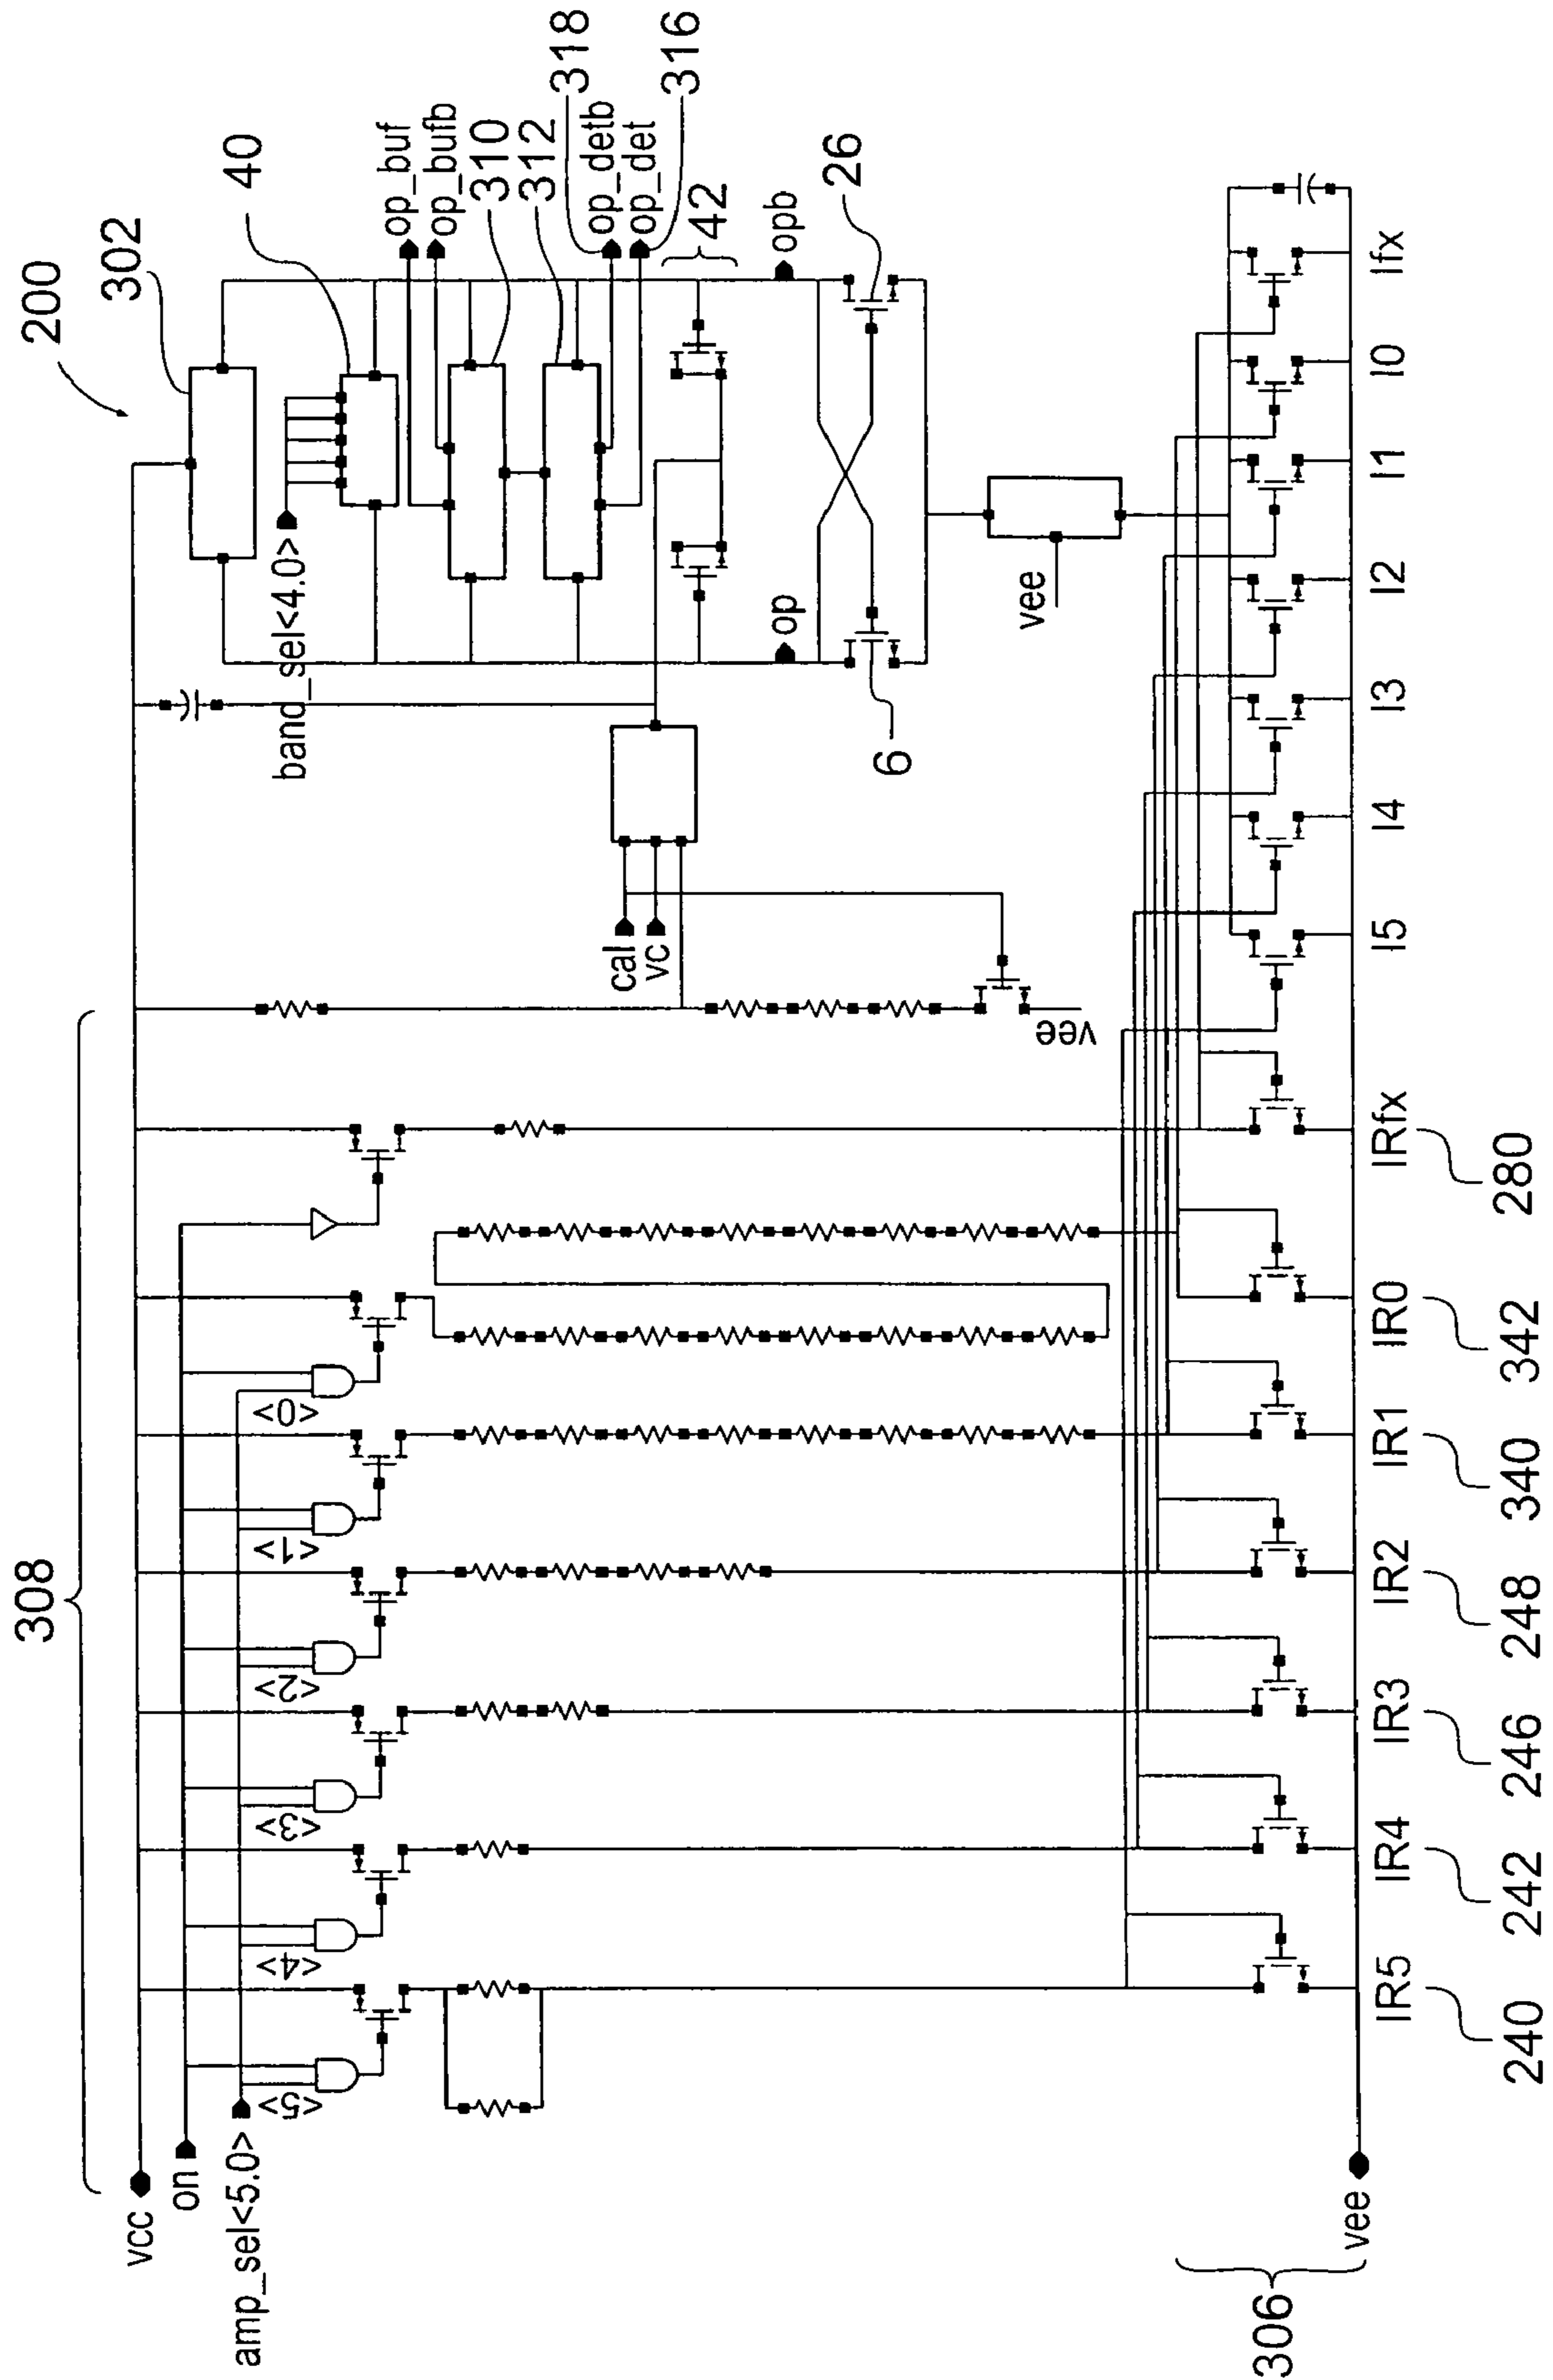 200
302
40
op_buf
op_bufb
310
312
318
op_detb
op_det
316
42
opb
26
op
6
band_sel<4.0>
vee
cal
vc
vee
308
vcc
on
amp_sel<5.0>
<5>
<4>
<3>
<2>
<1>
<0>
306
vee
IR5
IR4
IR3
IR2
IR1
IR0
IRfx
I5
I4
I3
I2
I1
I0
Ifx
240
242
246
248
340
342
280